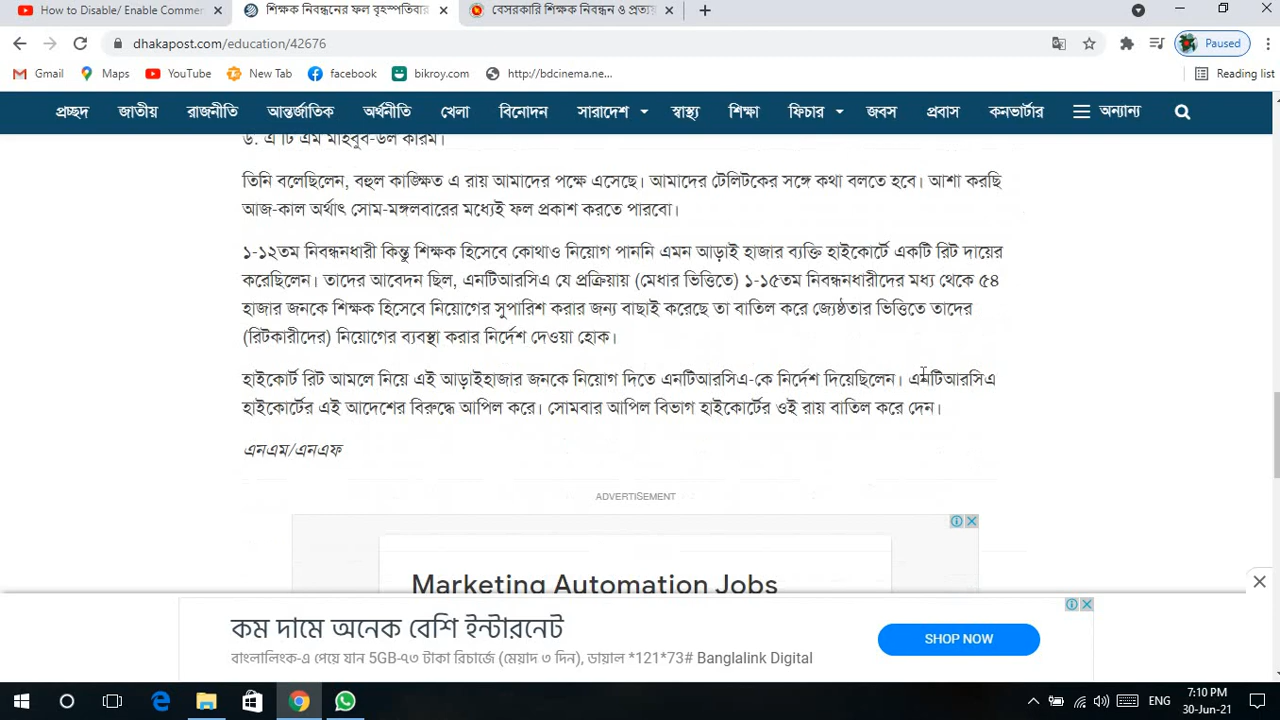 How to Disable/ Enable Commer
শিক্ষক নিবন্ধনের ফল বৃহস্পতিবার
বেসরকারি শিক্ষক নিবন্ধন ও প্রত্যয়
dhakapost.com/education/42676
Paused
Gmail
Maps
YouTube
New Tab
facebook
bikroy.com
http://bdcinema.ne...
Reading list
প্রচ্ছদ জাতীয় রাজনীতি আন্তর্জাতিক অর্থনীতি খেলা বিনোদন সারাদেশ স্বাস্থ্য শিক্ষা ফিচার জবস প্রবাস কনভার্টার অন্যান্য
ড. এ টি এম মাহবুব-উল করিম।
তিনি বলেছিলেন, বহুল কাঙ্ক্ষিত এ রায় আমাদের পক্ষে এসেছে। আমাদের টেলিটকের সঙ্গে কথা বলতে হবে। আশা করছি
আজ-কাল অর্থাৎ সোম-মঙ্গলবারের মধ্যেই ফল প্রকাশ করতে পারবো।
১-১২তম নিবন্ধনধারী কিন্তু শিক্ষক হিসেবে কোথাও নিয়োগ পাননি এমন আড়াই হাজার ব্যক্তি হাইকোর্টে একটি রিট দায়ের
করেছিলেন। তাদের আবেদন ছিল, এনটিআরসিএ যে প্রক্রিয়ায় (মেধার ভিত্তিতে) ১-১৫তম নিবন্ধনধারীদের মধ্য থেকে ৫৪
হাজার জনকে শিক্ষক হিসেবে নিয়োগের সুপারিশ করার জন্য বাছাই করেছে তা বাতিল করে জ্যেষ্ঠতার ভিত্তিতে তাদের
(রিটকারীদের) নিয়োগের ব্যবস্থা করার নির্দেশ দেওয়া হোক।
হাইকোর্ট রিট আমলে নিয়ে এই আড়াইহাজার জনকে নিয়োগ দিতে এনটিআরসিএ-কে নির্দেশ দিয়েছিলেন। এনটিআরসিএ
হাইকোর্টের এই আদেশের বিরুদ্ধে আপিল করে। সোমবার আপিল বিভাগ হাইকোর্টের ওই রায় বাতিল করে দেন।
এনএম/এনএফ
ADVERTISEMENT
Marketing Automation Jobs
কম দামে অনেক বেশি ইন্টারনেট
বাংলালিংক-এ পেয়ে যান 5GB-৭৩ টাকা রিচার্জে (মেয়াদ ৩ দিন), ডায়াল *121*73# Banglalink Digital
SHOP NOW
ENG
7:10 PM
30-Jun-21